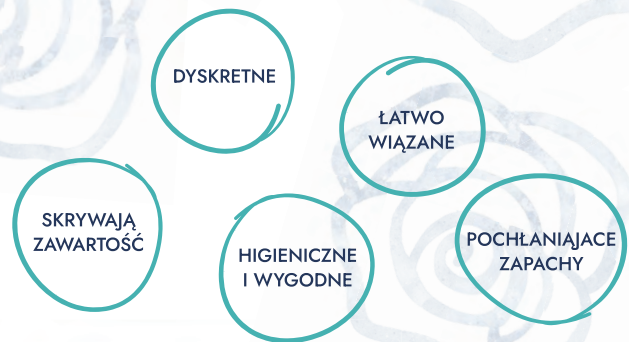 DYSKRETNE
ŁATWO
WIĄZANE
SKRYWAJĄ
ZAWARTOŚĆ
HIGIENICZNE
I WYGODNE
POCHŁANIAJACE
ZAPACHY